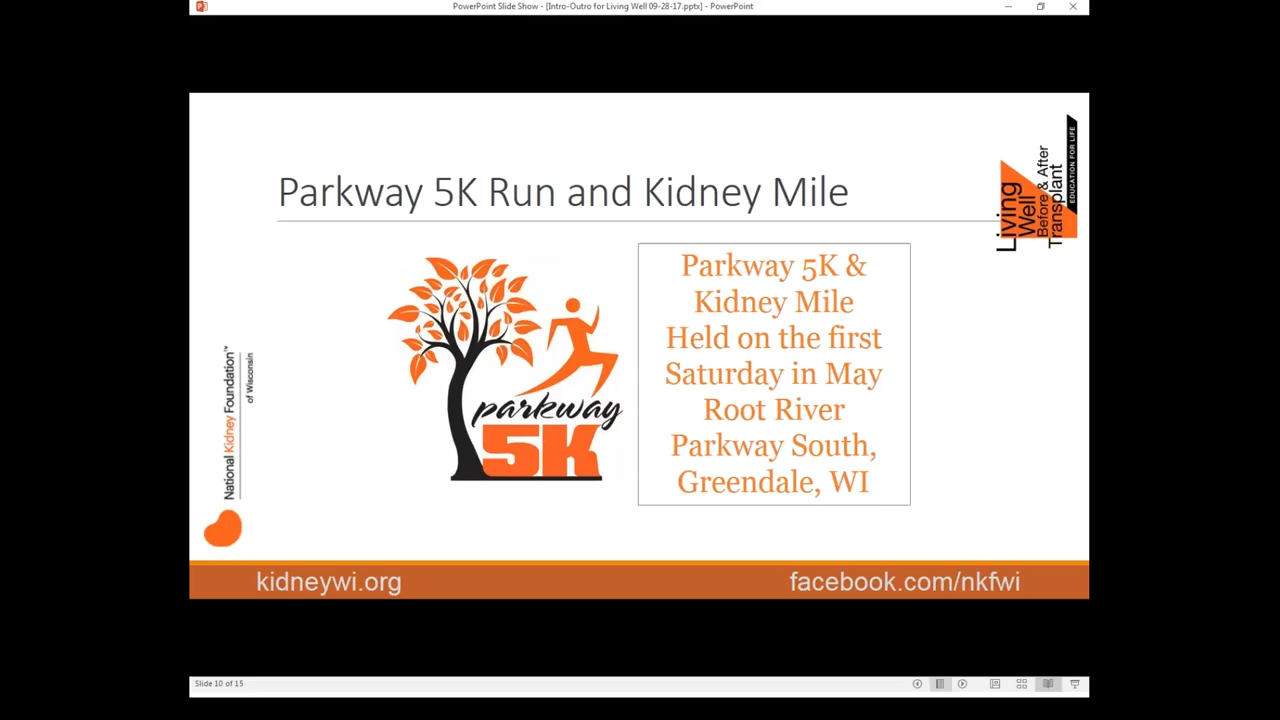 PowerPoint Slide Show - [Intro-Outro for Living Well 09-28-17.pptx] - PowerPoint
Parkway 5K Run and Kidney Mile
Living
Well
Before & After
Transplant
EDUCATION FOR LIFE
parkway
5K
Parkway 5K &
Kidney Mile
Held on the first
Saturday in May
Root River
Parkway South,
Greendale, WI
National Kidney Foundation™
of Wisconsin
kidneywi.org
facebook.com/nkfwi
Slide 10 of 15